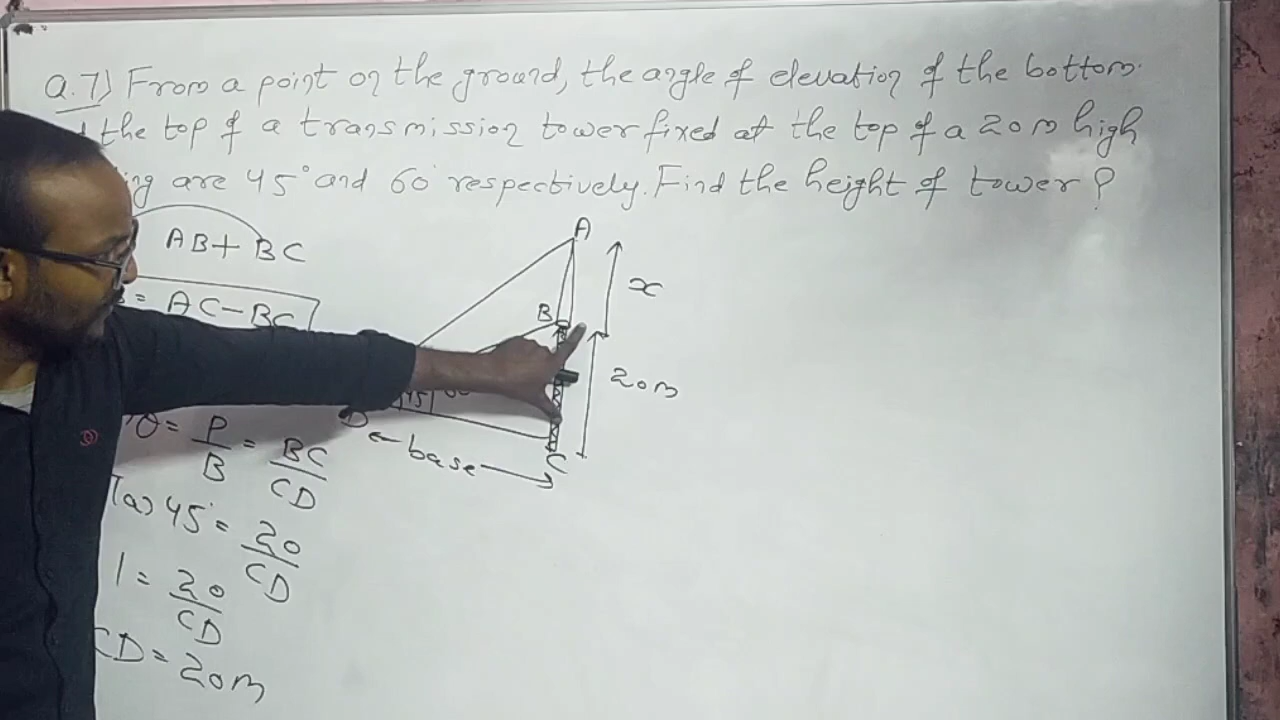 Q.7) From a point on the ground, the angle of elevation of the bottom
the top of a transmission tower fixed at the top of a 20m high
ing are 45° and 60° respectively. Find the height of tower?
AB + BC
= AC - BC
A
x
B
20m
45
D
C
base
θ = P/B = BC/CD
Tan 45° = 20/CD
1 = 20/CD
CD = 20m